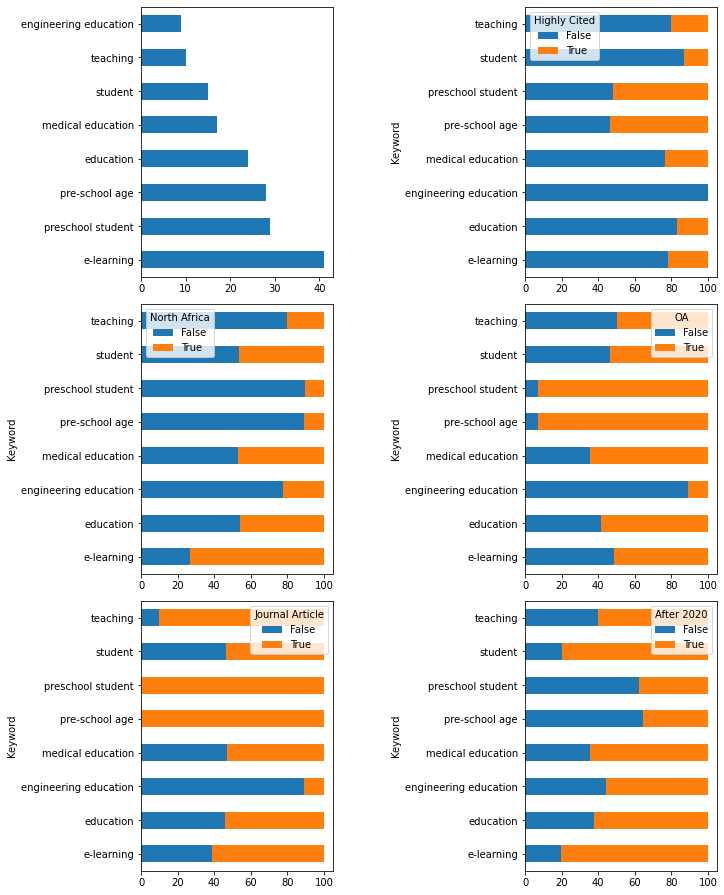 engineering education
teaching
student
medical education
education
pre-school age
preschool student
e-learning
0 10 20 30 40
Highly Cited
False
True
Keyword
teaching
student
preschool student
pre-school age
medical education
engineering education
education
e-learning
0 20 40 60 80 100
North Africa
False
True
Keyword
teaching
student
preschool student
pre-school age
medical education
engineering education
education
e-learning
0 20 40 60 80 100
OA
False
True
Keyword
teaching
student
preschool student
pre-school age
medical education
engineering education
education
e-learning
0 20 40 60 80 100
Journal Article
False
True
Keyword
teaching
student
preschool student
pre-school age
medical education
engineering education
education
e-learning
0 20 40 60 80 100
After 2020
False
True
Keyword
teaching
student
preschool student
pre-school age
medical education
engineering education
education
e-learning
0 20 40 60 80 100